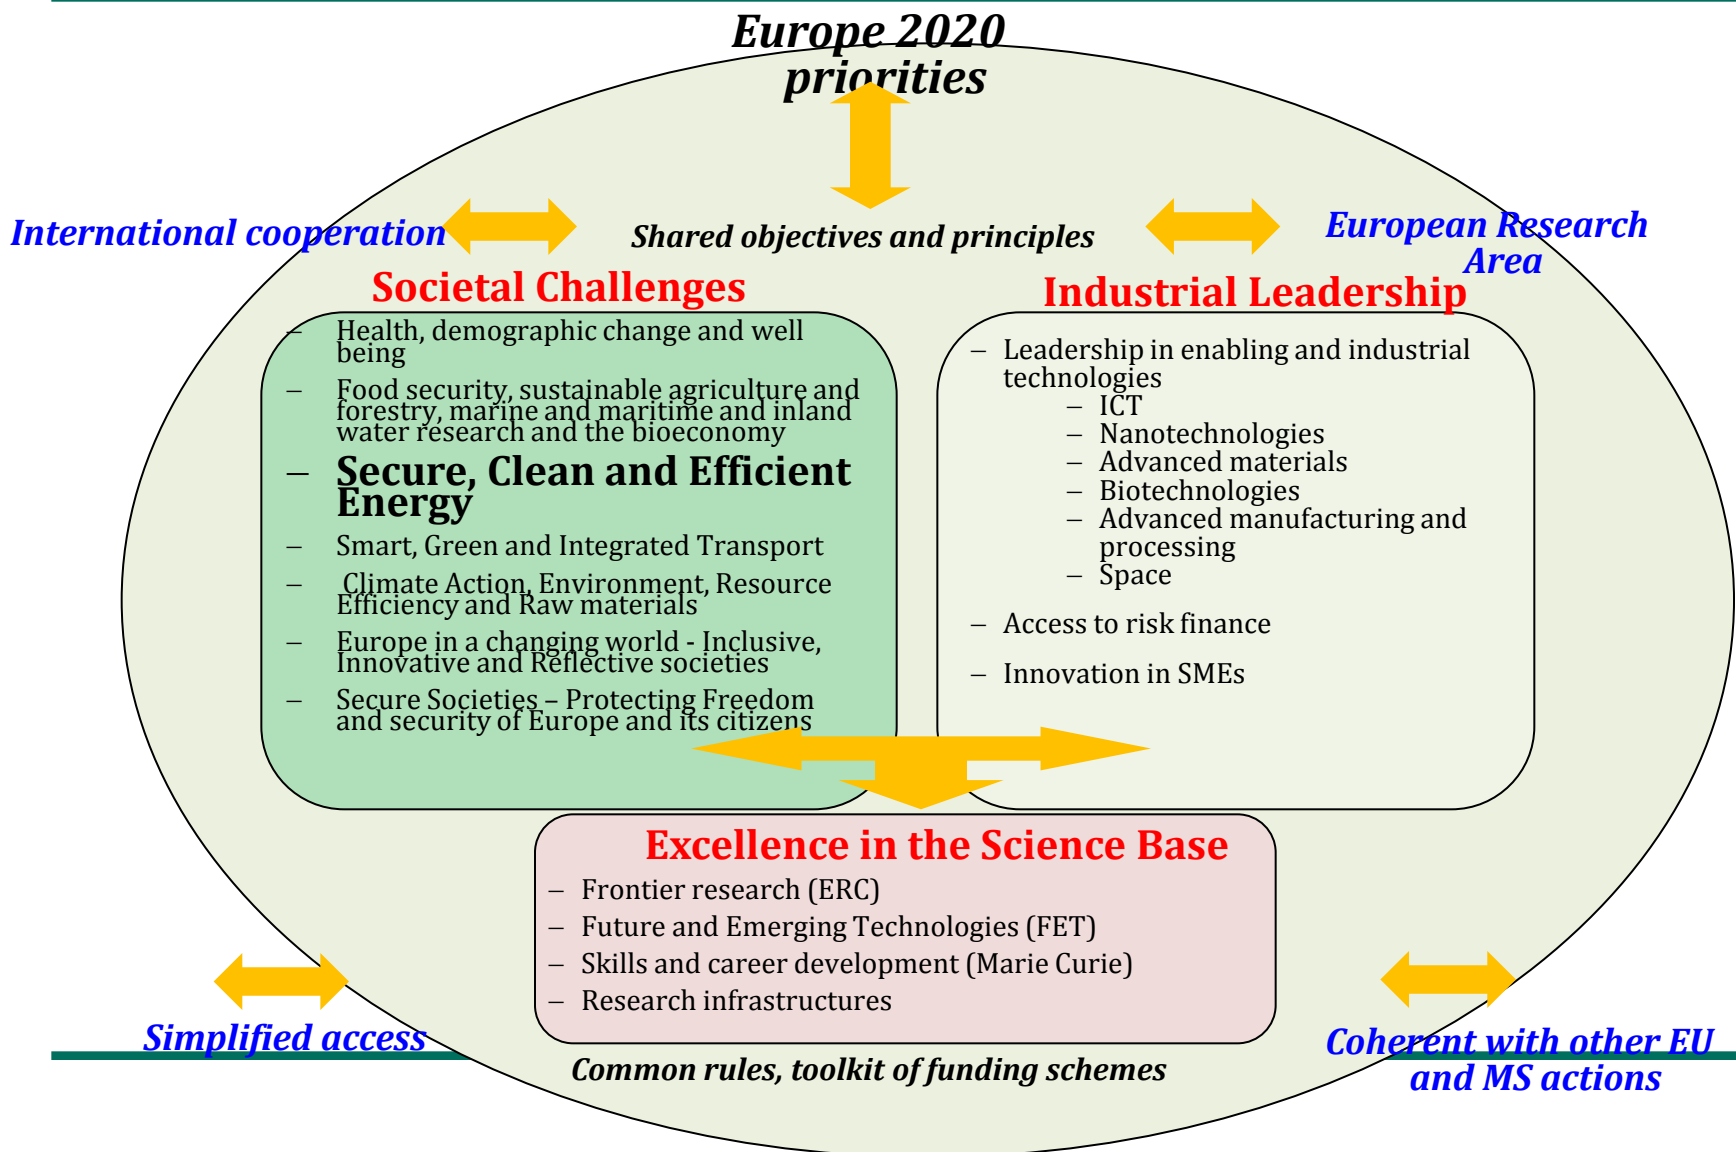 Europe 2020
priorities
International cooperation
Shared objectives and principles
European Research
Area
Societal Challenges
– Health, demographic change and well
being
– Food security, sustainable agriculture and
forestry, marine and maritime and inland
water research and the bioeconomy
– Secure, Clean and Efficient
Energy
– Smart, Green and Integrated Transport
– Climate Action, Environment, Resource
Efficiency and Raw materials
– Europe in a changing world - Inclusive,
Innovative and Reflective societies
– Secure Societies – Protecting Freedom
and security of Europe and its citizens
Industrial Leadership
– Leadership in enabling and industrial
technologies
– ICT
– Nanotechnologies
– Advanced materials
– Biotechnologies
– Advanced manufacturing and
processing
– Space
– Access to risk finance
– Innovation in SMEs
Excellence in the Science Base
– Frontier research (ERC)
– Future and Emerging Technologies (FET)
– Skills and career development (Marie Curie)
– Research infrastructures
Simplified access
Common rules, toolkit of funding schemes
Coherent with other EU
and MS actions